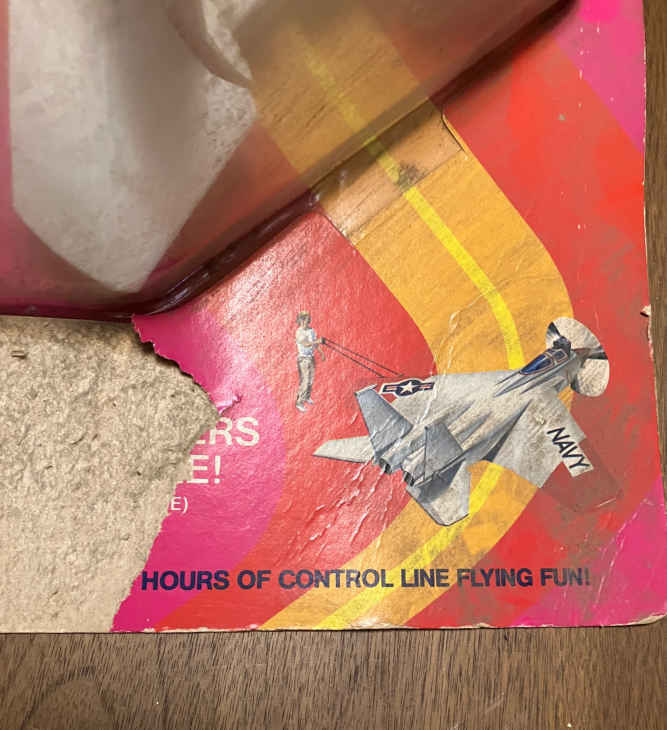 ERS
E!
E)
NAVY
HOURS OF CONTROL LINE FLYING FUN!